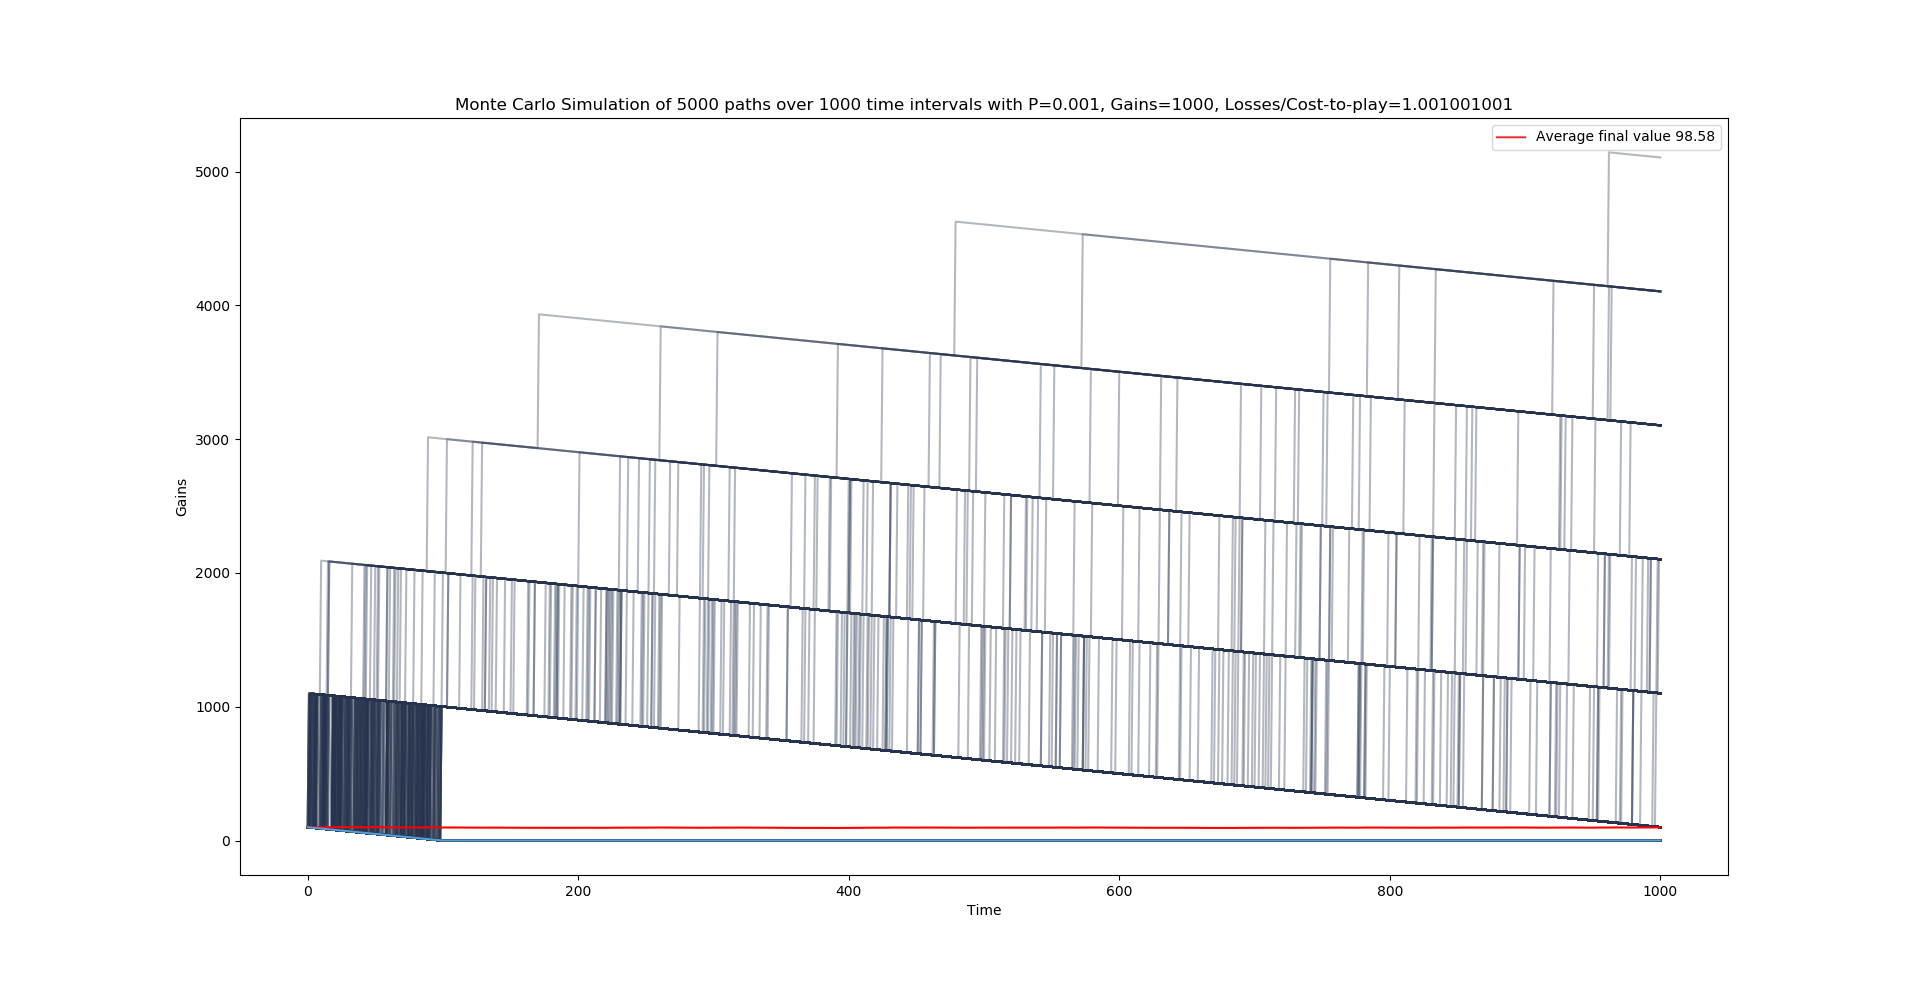 Monte Carlo Simulation of 5000 paths over 1000 time intervals with P=0.001, Gains=1000, Losses/Cost-to-play=1.001001001
Average final value 98.58
5000
4000
3000
2000
1000
0
Gains
0 200 400 600 800 1000
Time